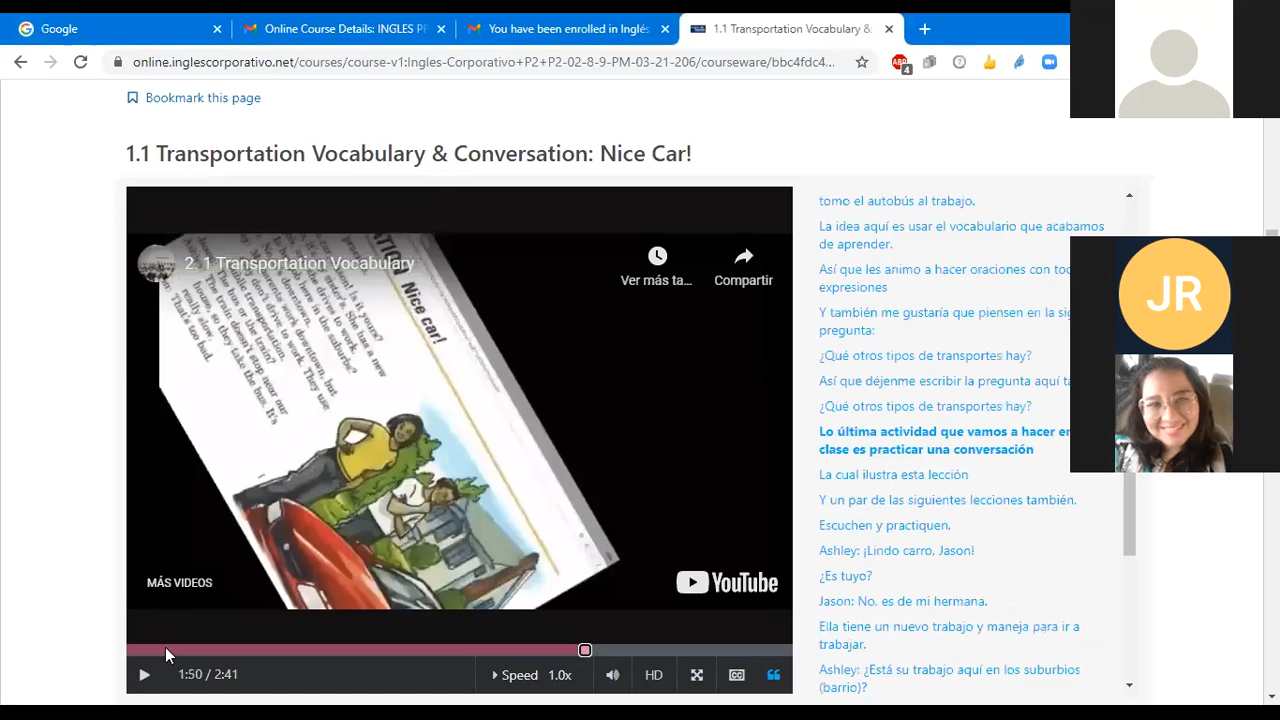 Google
Online Course Details: INGLES PR
You have been enrolled in Inglés
1.1 Transportation Vocabulary &
online.inglescorporativo.net/courses/course-v1:Ingles-Corporativo+P2+P2-02-8-9-PM-03-21-206/courseware/bbc4fdc4...
ABP
4
Bookmark this page
1.1 Transportation Vocabulary & Conversation: Nice Car!
2. 1 Transportation Vocabulary
Ver más ta...
Compartir
Nice car!
MÁS VIDEOS
YouTube
1:50 / 2:41
Speed 1.0x
HD
tomo el autobús al trabajo.
La idea aquí es usar el vocabulario que acabamos
de aprender.
Así que les animo a hacer oraciones con
expresiones
Y también me gustaría que piensen en la
pregunta:
¿Qué otros tipos de transportes hay?
Así que déjenme escribir la pregunta aquí
¿Qué otros tipos de transportes hay?
Lo última actividad que vamos a hacer
clase es practicar una conversación
La cual ilustra esta lección
Y un par de las siguientes lecciones también.
Escuchen y practiquen.
Ashley: ¡Lindo carro, Jason!
¿Es tuyo?
Jason: No, es de mi hermana.
Ella tiene un nuevo trabajo y maneja para ir a
trabajar.
Ashley: ¿Está su trabajo aquí en los suburbios
(barrio)?
JR